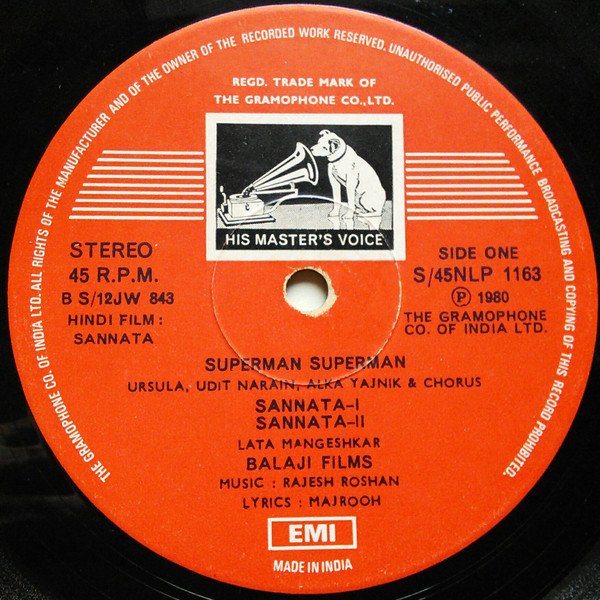 THE GRAMOPHONE CO. OF INDIA LTD. ALL RIGHTS OF THE MANUFACTURER AND OF THE OWNER OF THE RECORDED WORK RESERVED. UNAUTHORISED PUBLIC PERFORMANCE BROADCASTING AND COPYING OF THIS RECORD PROHIBITED.
REGD. TRADE MARK OF
THE GRAMOPHONE CO.,LTD.
HIS MASTER'S VOICE
STEREO
45 R.P.M.
B S/12JW 843
HINDI FILM :
SANNATA
SIDE ONE
S/45NLP 1163
Ⓟ 1980
THE GRAMOPHONE
CO. OF INDIA LTD.
SUPERMAN SUPERMAN
URSULA, UDIT NARAIN, ALKA YAJNIK & CHORUS
SANNATA-I
SANNATA-II
LATA MANGESHKAR
BALAJI FILMS
MUSIC : RAJESH ROSHAN
LYRICS : MAJROOH
EMI
MADE IN INDIA